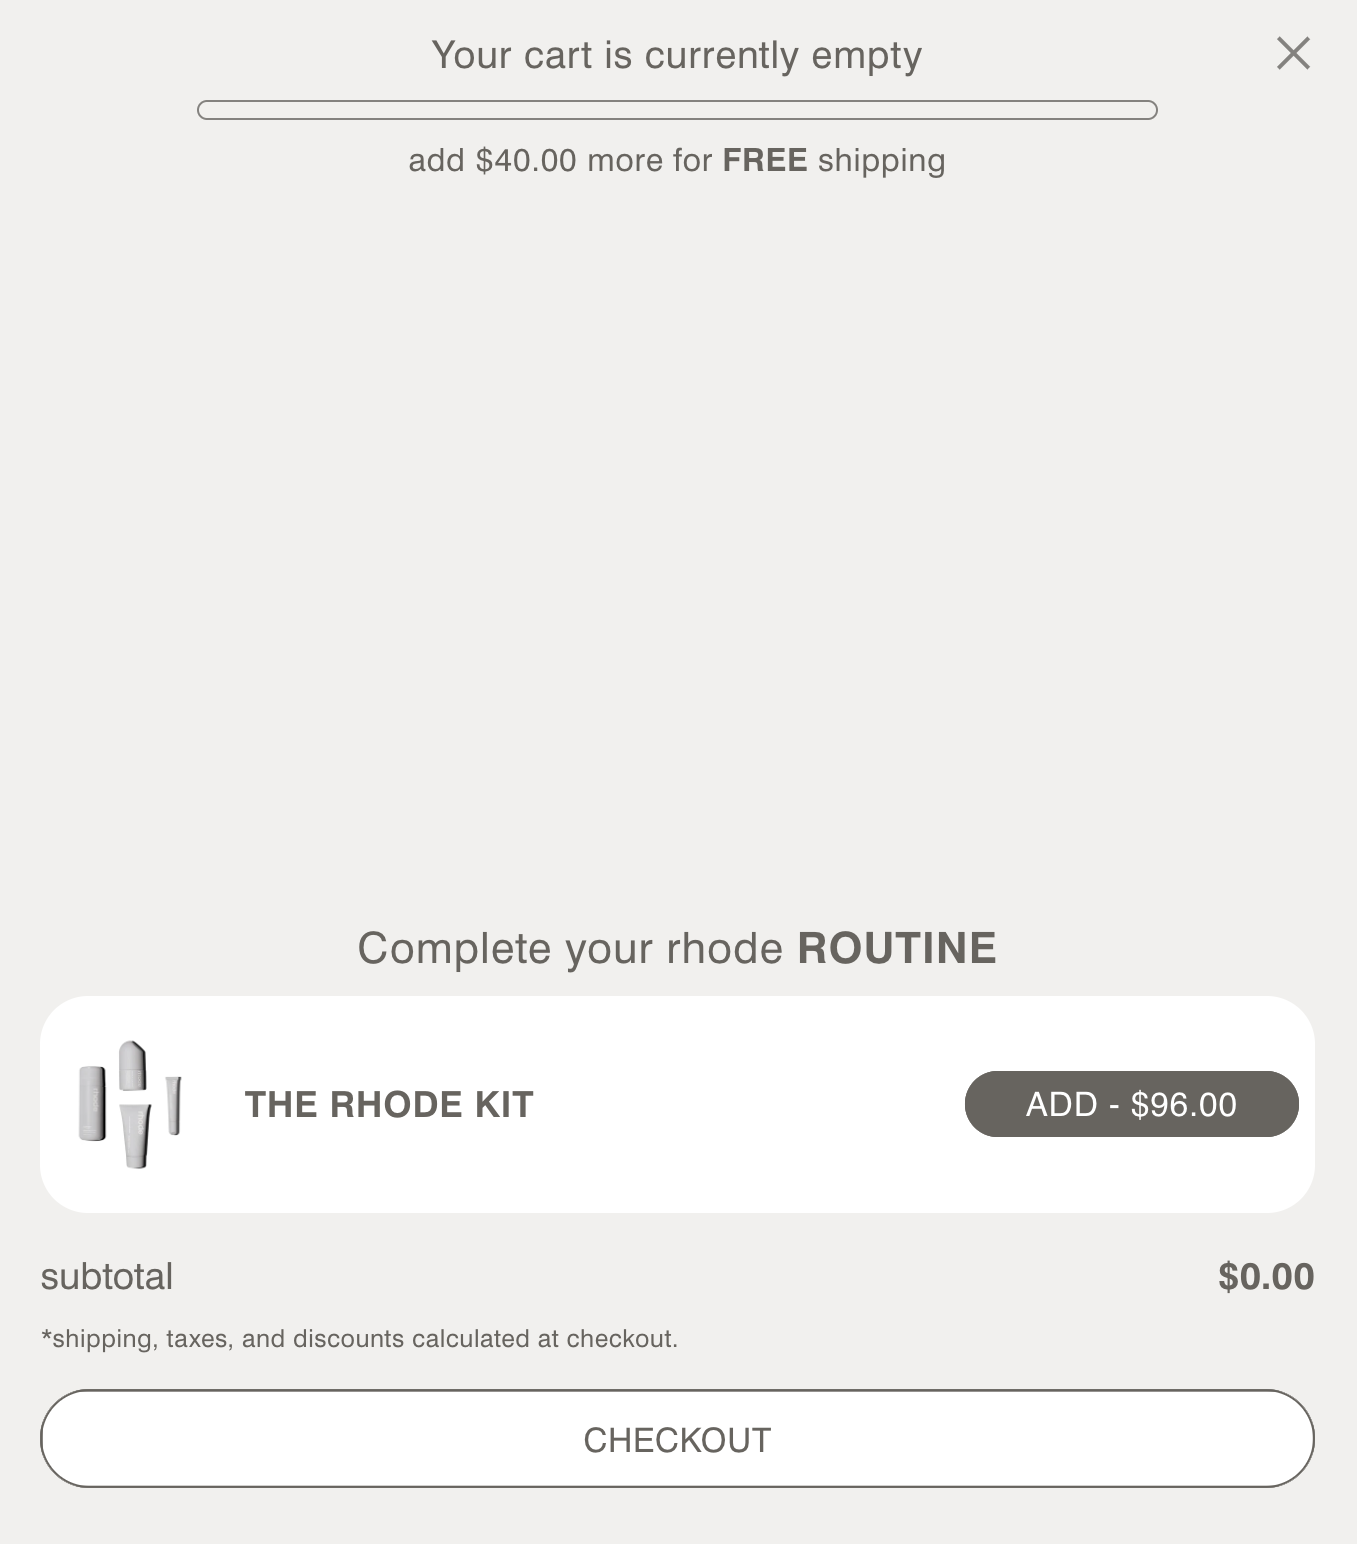 Your cart is currently empty
add $40.00 more for FREE shipping
Complete your rhode ROUTINE
THE RHODE KIT
ADD - $96.00
subtotal
$0.00
*shipping, taxes, and discounts calculated at checkout.
CHECKOUT